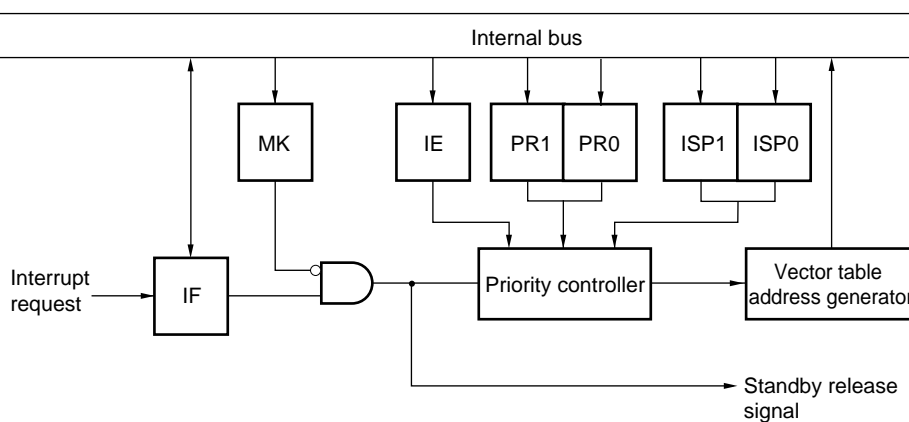 Internal bus
MK
IE
PR1
PR0
ISP1
ISP0
Interrupt
request
IF
Priority controller
Vector table
address generator
Standby release
signal